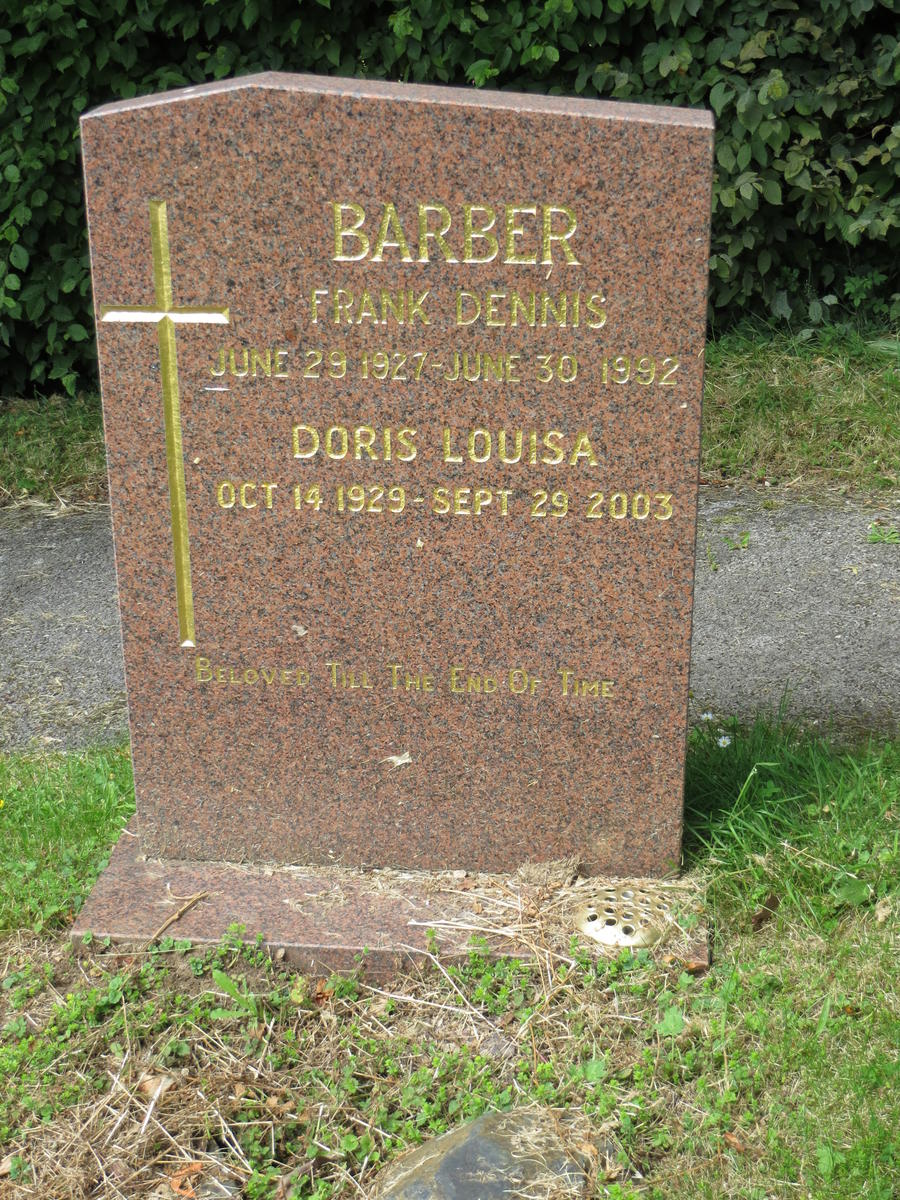 BARBER
FRANK DENNIS
JUNE 29 1927-JUNE 30 1992
DORIS LOUISA
OCT 14 1929-SEPT 29 2003
BELOVED TILL THE END OF TIME